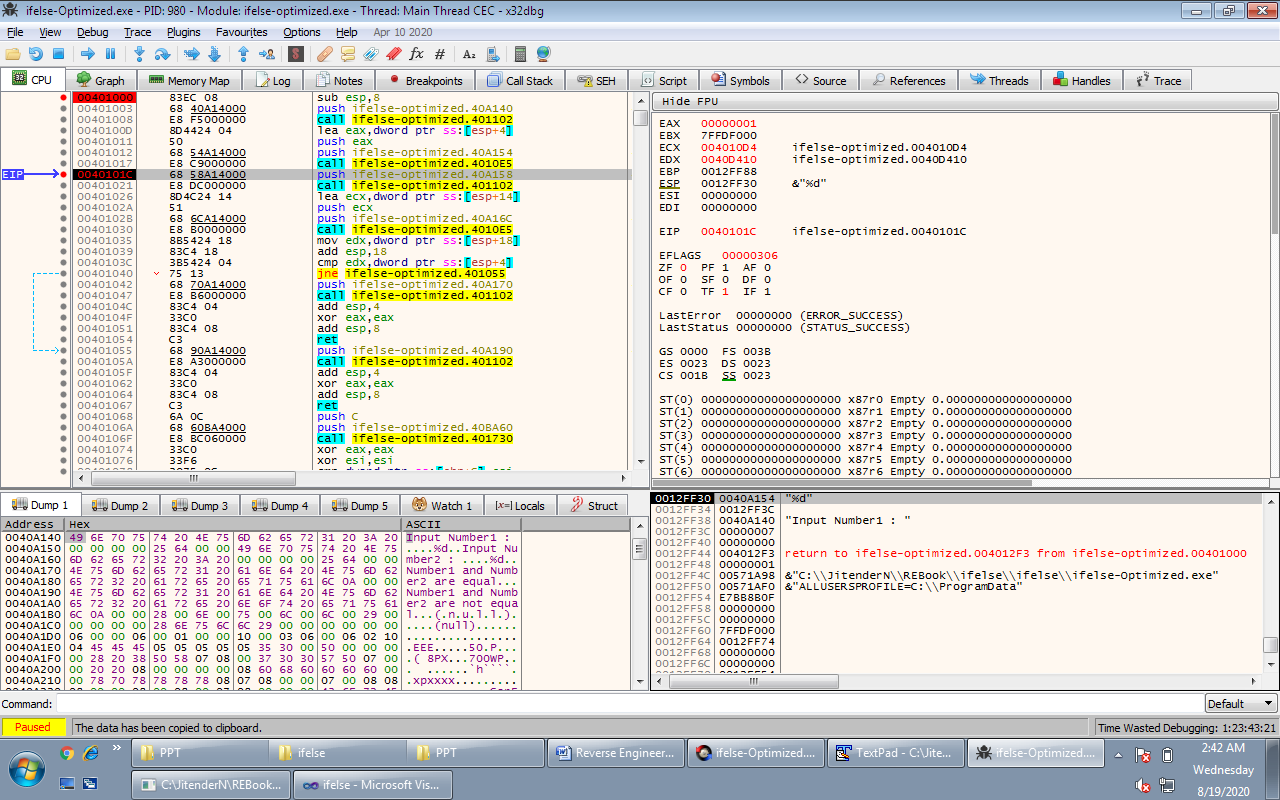 ifelse-Optimized.exe - PID: 980 - Module: ifelse-optimized.exe - Thread: Main Thread CEC - x32dbg
File View Debug Trace Plugins Favourites Options Help Apr 10 2020
CPU Graph Memory Map Log Notes Breakpoints Call Stack SEH Script Symbols Source References Threads Handles Trace
00401000 83EC 08 sub esp,8
00401003 68 40A14000 push ifelse-optimized.40A140
00401008 E8 F5000000 call ifelse-optimized.401102
0040100D 8D4424 04 lea eax,dword ptr ss:[esp+4]
00401011 50 push eax
00401012 68 54A14000 push ifelse-optimized.40A154
00401017 E8 C9000000 call ifelse-optimized.4010E5
EIP 0040101C 68 58A14000 push ifelse-optimized.40A158
00401021 E8 DC000000 call ifelse-optimized.401102
00401026 8D4C24 14 lea ecx,dword ptr ss:[esp+14]
0040102A 51 push ecx
0040102B 68 6CA14000 push ifelse-optimized.40A16C
00401030 E8 B0000000 call ifelse-optimized.4010E5
00401035 8B5424 18 mov edx,dword ptr ss:[esp+18]
00401039 83C4 18 add esp,18
0040103C 3B5424 04 cmp edx,dword ptr ss:[esp+4]
00401040 75 13 jne ifelse-optimized.401055
00401042 68 70A14000 push ifelse-optimized.40A170
00401047 E8 B6000000 call ifelse-optimized.401102
0040104C 83C4 04 add esp,4
0040104F 33C0 xor eax,eax
00401051 83C4 08 add esp,8
00401054 C3 ret
00401055 68 90A14000 push ifelse-optimized.40A190
0040105A E8 A3000000 call ifelse-optimized.401102
0040105F 83C4 04 add esp,4
00401062 33C0 xor eax,eax
00401064 83C4 08 add esp,8
00401067 C3 ret
00401068 6A 0C push C
0040106A 68 60BA4000 push ifelse-optimized.40BA60
0040106F E8 BC060000 call ifelse-optimized.401730
00401074 33C0 xor eax,eax
00401076 33F6 xor esi,esi
Hide FPU
EAX 00000001
EBX 7FFDF000
ECX 004010D4 ifelse-optimized.004010D4
EDX 0040D410 ifelse-optimized.0040D410
EBP 0012FF88
ESP 0012FF30 &"%d"
ESI 00000000
EDI 00000000
EIP 0040101C ifelse-optimized.0040101C
EFLAGS 00000306
ZF 0 PF 1 AF 0
OF 0 SF 0 DF 0
CF 0 TF 1 IF 1
LastError 00000000 (ERROR_SUCCESS)
LastStatus 00000000 (STATUS_SUCCESS)
GS 0000 FS 003B
ES 0023 DS 0023
CS 001B SS 0023
ST(0) 00000000000000000000 x87r0 Empty 0.000000000000000000
ST(1) 00000000000000000000 x87r1 Empty 0.000000000000000000
ST(2) 00000000000000000000 x87r2 Empty 0.000000000000000000
ST(3) 00000000000000000000 x87r3 Empty 0.000000000000000000
ST(4) 00000000000000000000 x87r4 Empty 0.000000000000000000
ST(5) 00000000000000000000 x87r5 Empty 0.000000000000000000
ST(6) 00000000000000000000 x87r6 Empty 0.000000000000000000
Dump 1 Dump 2 Dump 3 Dump 4 Dump 5 Watch 1 [x=] Locals Struct
Address Hex ASCII
0040A140 49 6E 70 75 74 20 4E 75 6D 62 65 72 31 20 3A 20 Input Number1 : 
0040A150 00 00 00 00 25 64 00 00 49 6E 70 75 74 20 4E 75 ....%d..Input Nu
0040A160 6D 62 65 72 32 20 3A 20 00 00 00 00 25 64 00 00 mber2 : ....%d..
0040A170 4E 75 6D 62 65 72 31 20 61 6E 64 20 4E 75 6D 62 Number1 and Numb
0040A180 65 72 32 20 61 72 65 20 65 71 75 61 6C 0A 00 00 er2 are equal...
0040A190 4E 75 6D 62 65 72 31 20 61 6E 64 20 4E 75 6D 62 Number1 and Numb
0040A1A0 65 72 32 20 61 72 65 20 6E 6F 74 20 65 71 75 61 er2 are not equa
0040A1B0 6C 0A 00 00 28 00 6E 00 75 00 6C 00 6C 00 29 00 l...(.n.u.l.l.).
0040A1C0 00 00 00 00 28 6E 75 6C 6C 29 00 00 00 00 00 00 ....(null)......
0040A1D0 06 00 00 06 00 01 00 00 10 00 03 06 00 06 02 10 ................
0040A1E0 04 45 45 45 05 05 05 05 05 35 30 00 50 00 00 00 .EEE.....50.P...
0040A1F0 00 28 20 38 50 58 07 08 00 37 30 30 57 50 07 00 .( 8PX...700WP..
0040A200 00 20 20 08 00 00 00 00 08 60 68 60 60 60 60 00 .  ......`h````.
0040A210 00 78 70 78 78 78 78 08 07 08 00 00 07 00 08 08 .xpxxxx.........
0012FF30 0040A154 "%d"
0012FF34 0012FF3C
0012FF38 0040A140 "Input Number1 : "
0012FF3C 00000007
0012FF40 00000000
0012FF44 004012F3 return to ifelse-optimized.004012F3 from ifelse-optimized.00401000
0012FF48 00000001
0012FF4C 00571A98 &"C:\\JitenderN\\REBook\\ifelse\\ifelse\\ifelse-Optimized.exe"
0012FF50 00571AF0 &"ALLUSERSPROFILE=C:\\ProgramData"
0012FF54 E7BB8B0F
0012FF58 00000000
0012FF5C 00000000
0012FF60 7FFDF000
0012FF64 0012FF74
0012FF68 00000000
0012FF6C 00000000
Command:
Default
Paused The data has been copied to clipboard. Time Wasted Debugging: 1:23:43:21
PPT ifelse PPT Reverse Engineer... ifelse-Optimized.... TextPad - C:\Jite... ifelse-Optimized....
2:42 AM
Wednesday
8/19/2020
C:\JitenderN\REBook... ifelse - Microsoft Vis...